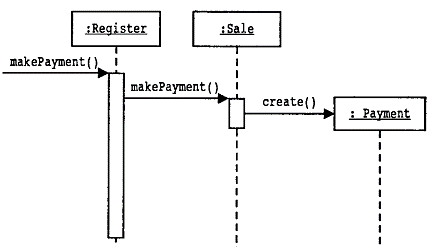 :Register
:Sale
makePayment()
makePayment()
create()
: Payment